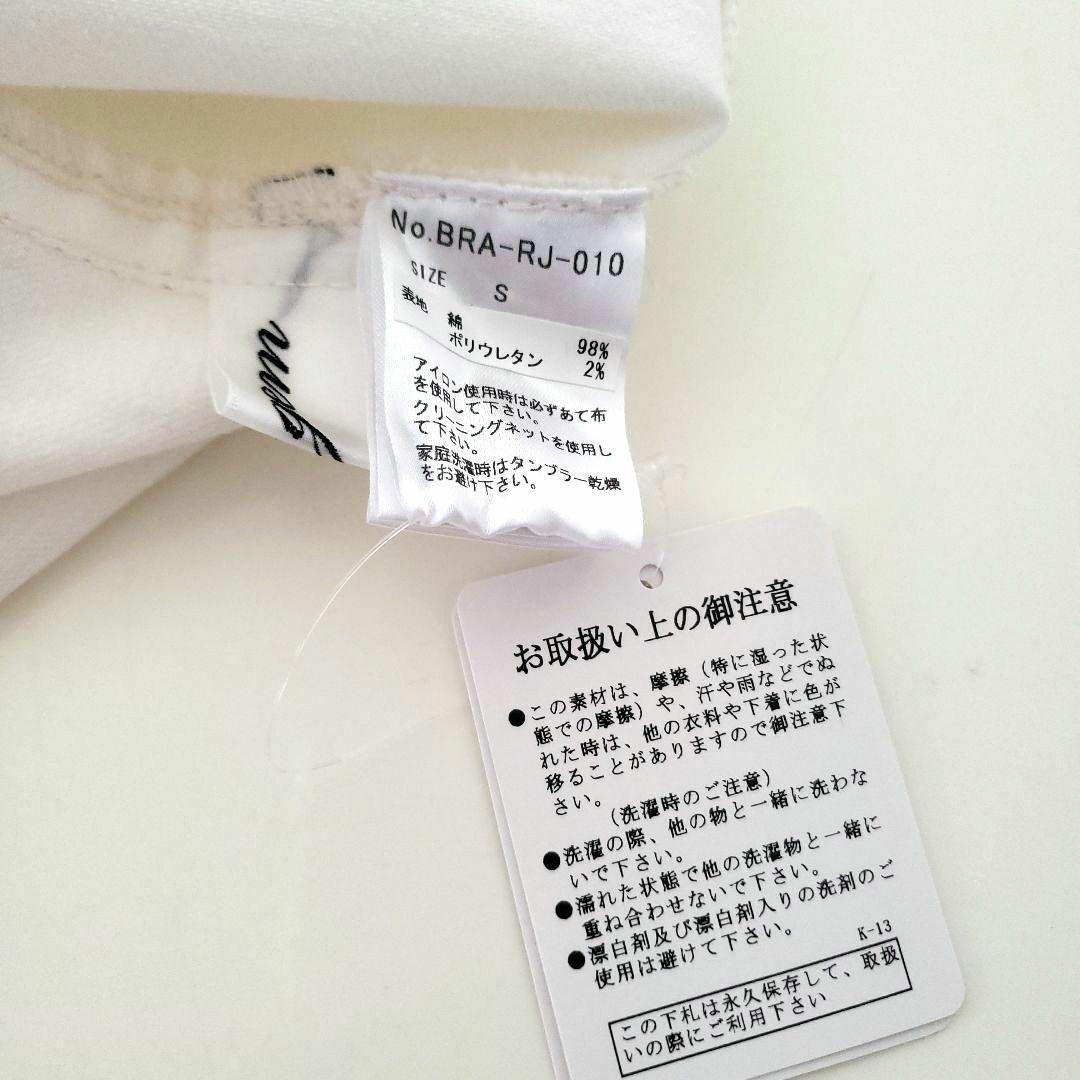 No.BRA-RJ-010
SIZE S
表地 綿 98%
ポリウレタン 2%
アイロン使用時は必ずあて布
を使用して下さい。
クリーニングネットを使用し
て下さい。
家庭洗濯時はタンブラー乾燥
をお避け下さい。
お取扱い上の御注意
●この素材は、摩擦（特に湿った状
態での摩擦）や、汗や雨などでぬ
れた時は、他の衣料や下着に色が
移ることがありますので御注意下
さい。
（洗濯時のご注意）
●洗濯の際、他の物と一緒に洗わな
いで下さい。
●濡れた状態で他の洗濯物と一緒に
重ね合わせないで下さい。
●漂白剤及び漂白剤入りの洗剤のご
使用は避けて下さい。
K-13
この下札は永久保存して、取扱
いの際にご利用下さい